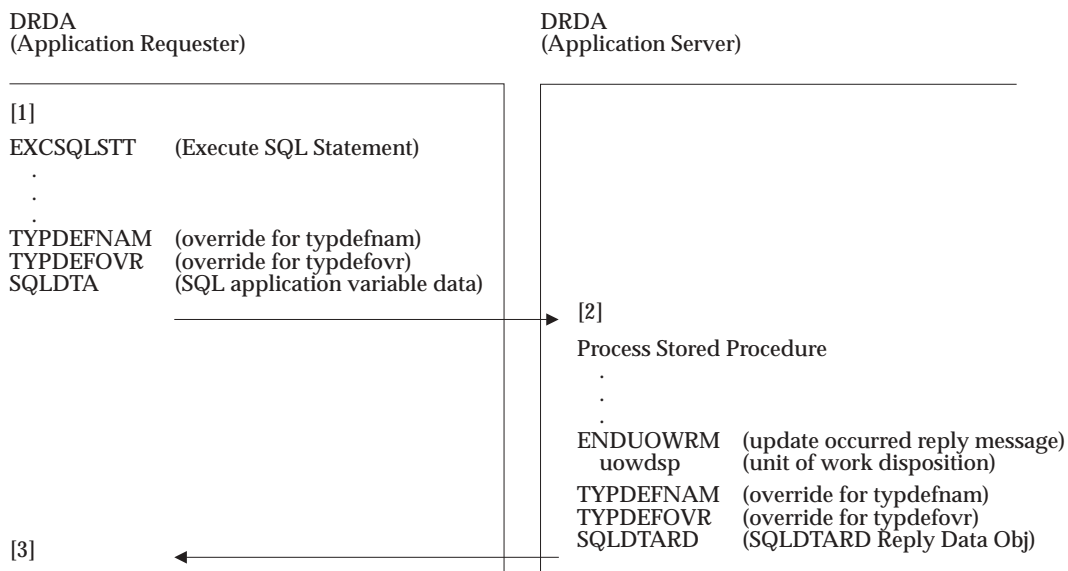 DRDA
(Application Requester)
DRDA
(Application Server)
[1]
EXCSQLSTT (Execute SQL Statement)
.
.
.
TYPDEFNAM (override for typdefnam)
TYPDEFOVR (override for typdefovr)
SQLDTA (SQL application variable data)
[2]
Process Stored Procedure
.
.
.
ENDUOWRM (update occurred reply message)
uowdsp (unit of work disposition)
TYPDEFNAM (override for typdefnam)
TYPDEFOVR (override for typdefovr)
SQLDTARD (SQLDTARD Reply Data Obj)
[3]